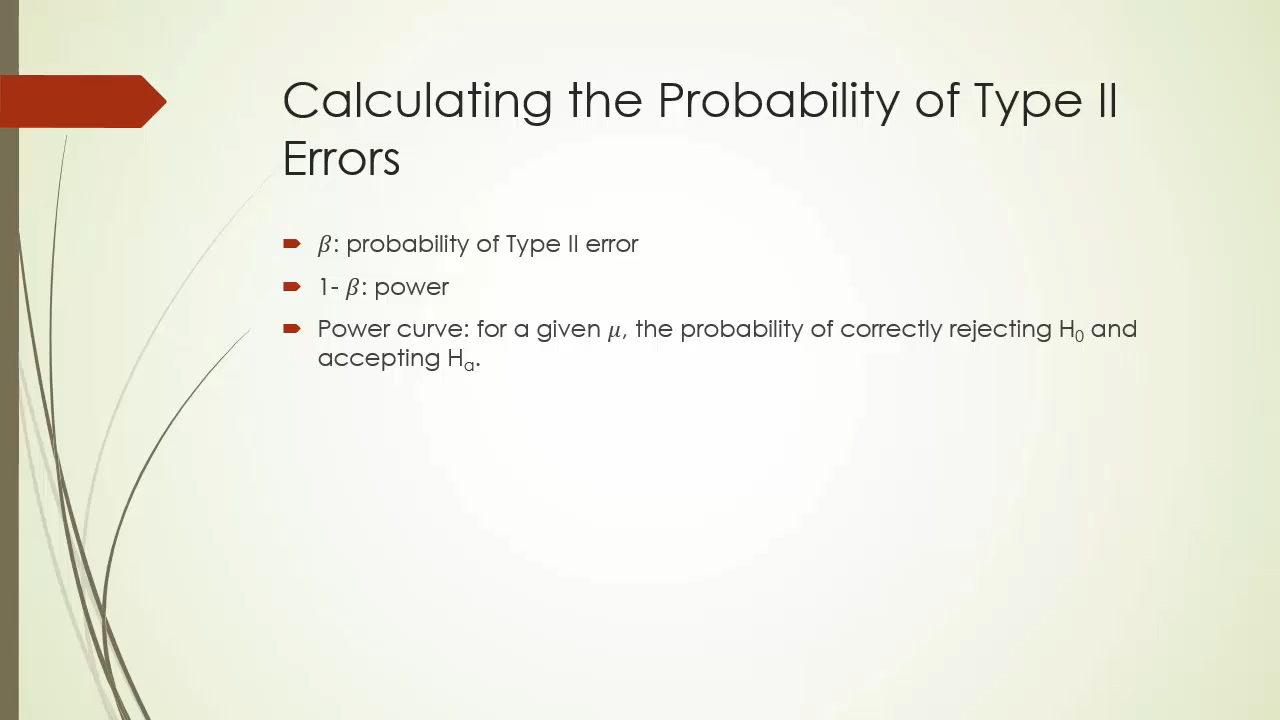 Calculating the Probability of Type II
Errors
𝛽: probability of Type II error
1- 𝛽: power
Power curve: for a given 𝜇, the probability of correctly rejecting H₀ and
accepting Hₐ.